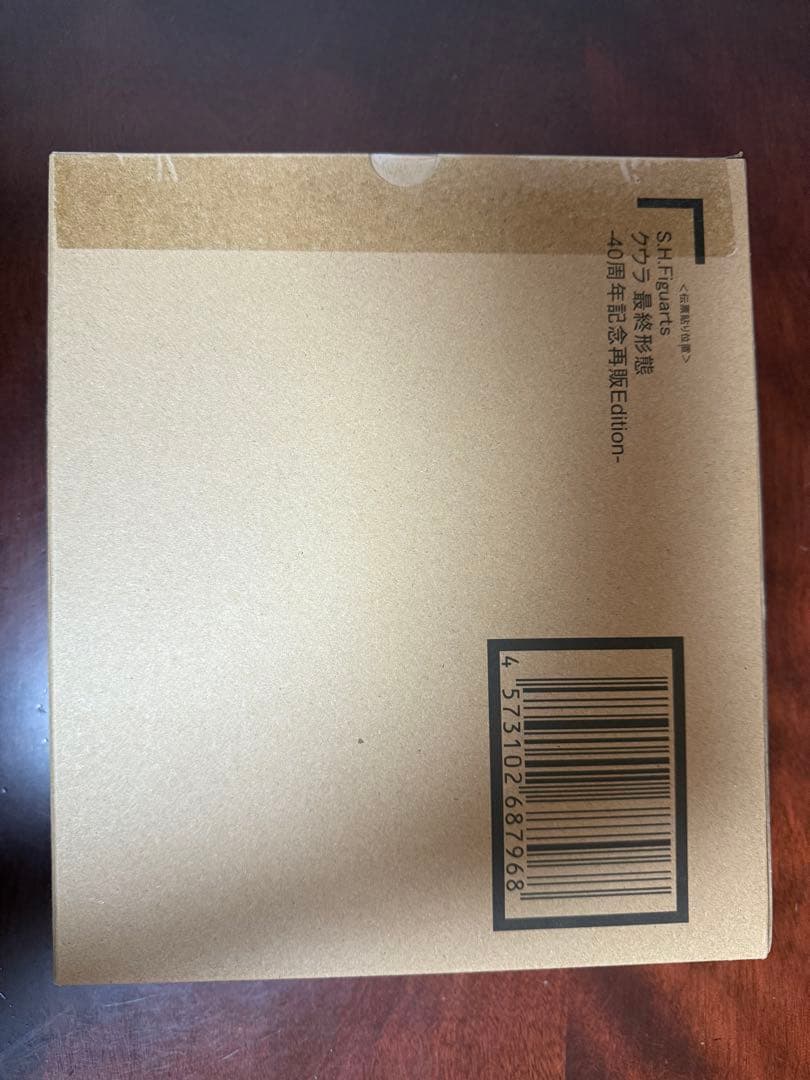 <伝票貼り位置>
S.H.Figuarts
クウラ 最終形態
-40周年記念再販Edition-
4 573102 687968